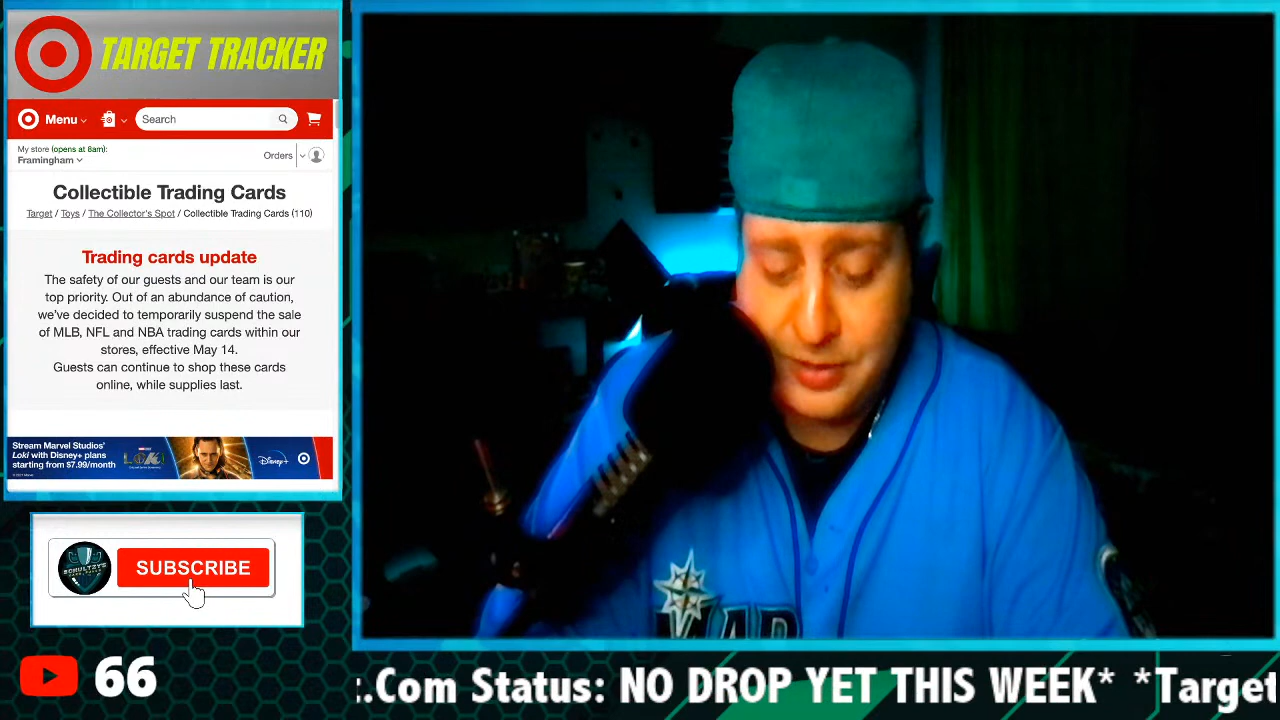 TARGET TRACKER
Menu
Search
My store (opens at 8am):
Framingham
Orders
Collectible Trading Cards
Target / Toys / The Collector's Spot / Collectible Trading Cards (110)
Trading cards update
The safety of our guests and our team is our
top priority. Out of an abundance of caution,
we've decided to temporarily suspend the sale
of MLB, NFL and NBA trading cards within our
stores, effective May 14.
Guests can continue to shop these cards
online, while supplies last.
Stream Marvel Studios'
Loki with Disney+ plans
starting from $7.99/month
LOKI
Disney+
SCHULTZYS
SUBSCRIBE
66
.Com Status: NO DROP YET THIS WEEK* *Target